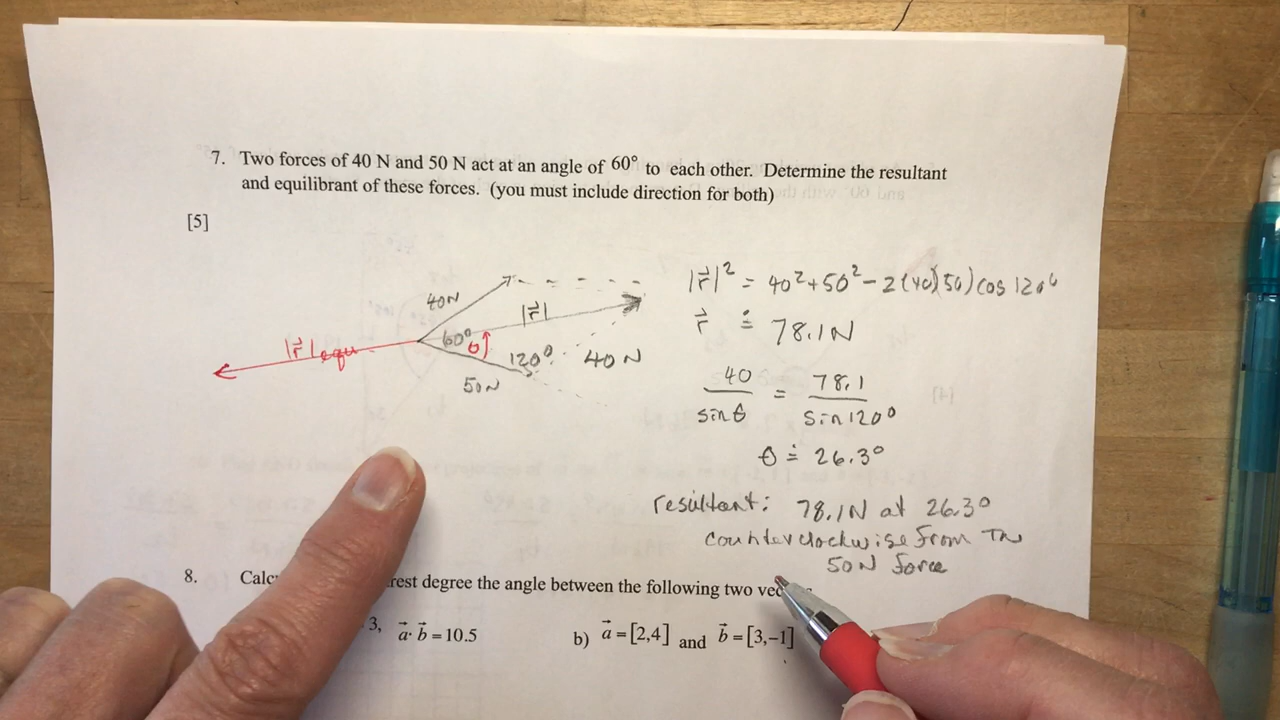 7. Two forces of 40 N and 50 N act at an angle of 60° to each other. Determine the resultant
and equilibrant of these forces. (you must include direction for both)
[5]
40N
|r⃗|
60°
θ
120°
40 N
50N
|r⃗|equ
|r⃗|² = 40²+50²−2(40)(50)cos120°
r⃗ ≐ 78.1N
40/sinθ = 78.1/sin120°
θ ≐ 26.3°
resultant: 78.1N at 26.3°
counterclockwise from the
50N force
8. Calc rest degree the angle between the following two
3, a⃗·b⃗=10.5
b) a⃗=[2,4] and b⃗=[3,−1]